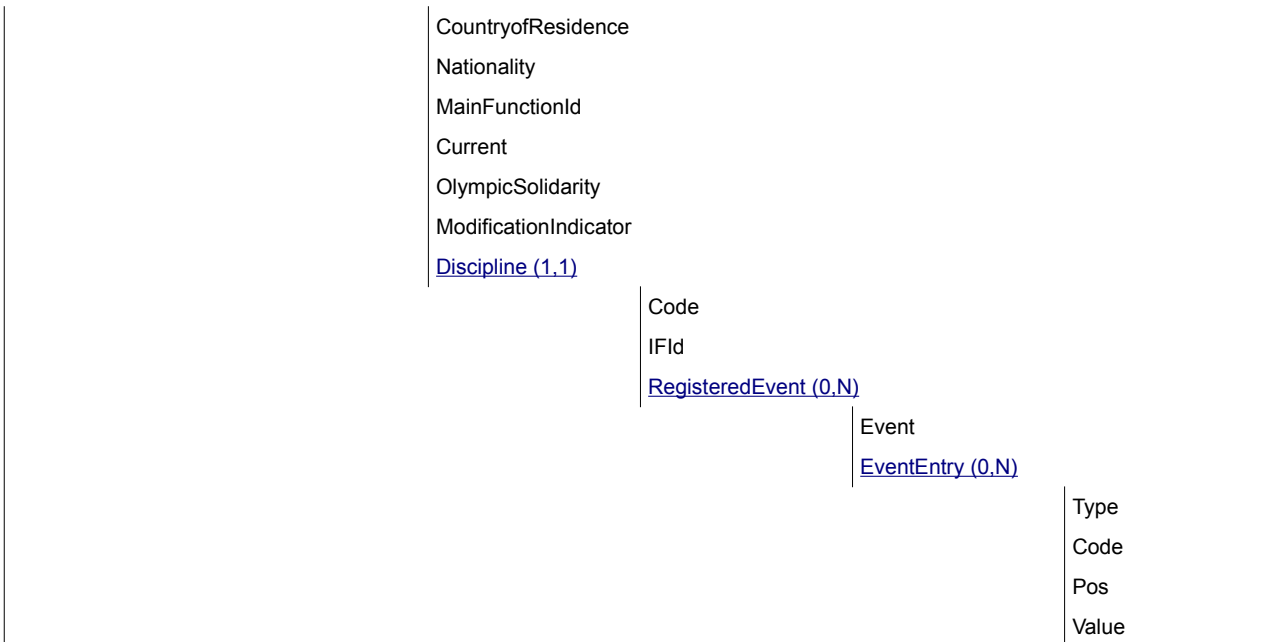 CountryofResidence
Nationality
MainFunctionId
Current
OlympicSolidarity
ModificationIndicator
Discipline (1,1)
Code
IFId
RegisteredEvent (0,N)
Event
EventEntry (0,N)
Type
Code
Pos
Value